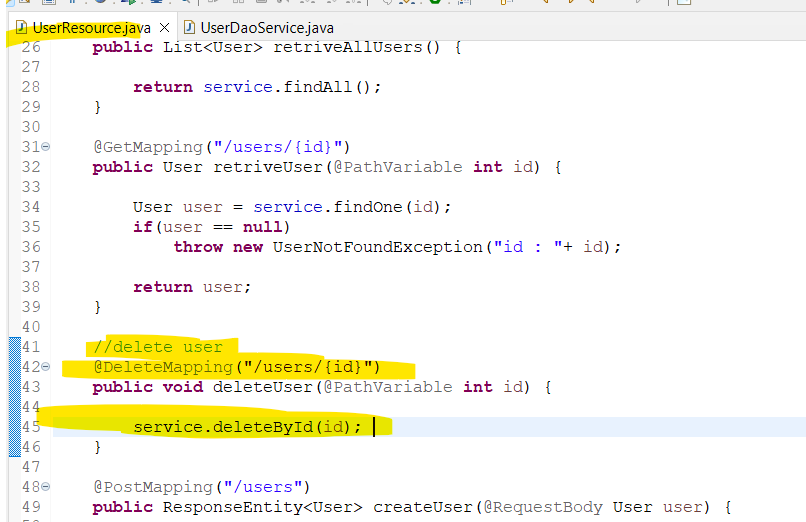 UserResource.java UserDaoService.java
26 public List<User> retriveAllUsers() {
27
28 return service.findAll();
29 }
30
31 @GetMapping("/users/{id}")
32 public User retriveUser(@PathVariable int id) {
33
34 User user = service.findOne(id);
35 if(user == null)
36 throw new UserNotFoundException("id : "+ id);
37
38 return user;
39 }
40
41 //delete user
42 @DeleteMapping("/users/{id}")
43 public void deleteUser(@PathVariable int id) {
44
45 service.deleteById(id);
46 }
47
48 @PostMapping("/users")
49 public ResponseEntity<User> createUser(@RequestBody User user) {